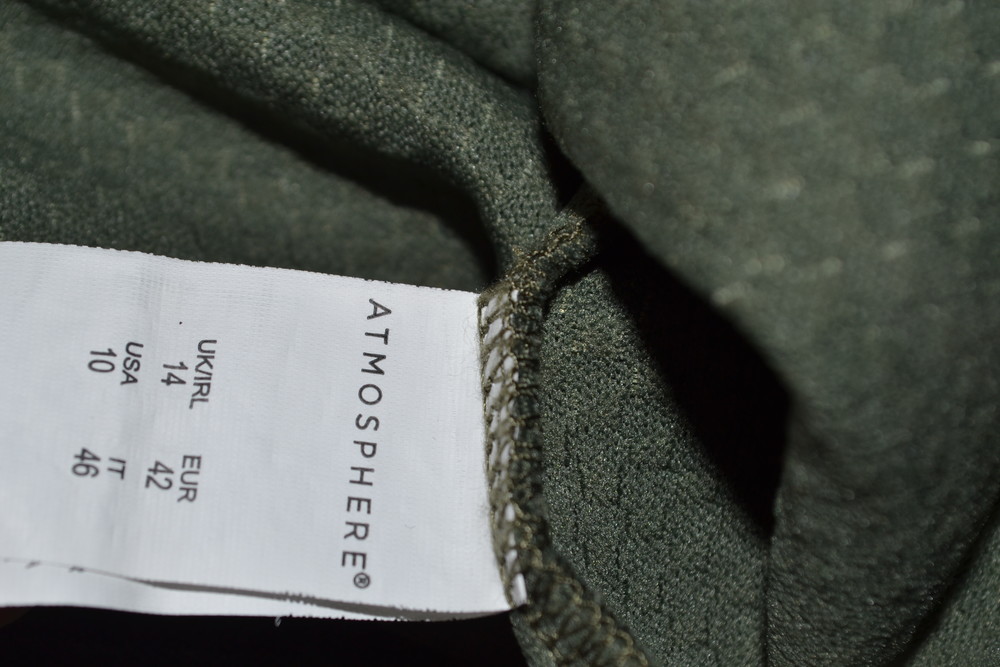 ATMOSPHERE®
UK/IRL EUR
14 42
USA IT
10 46